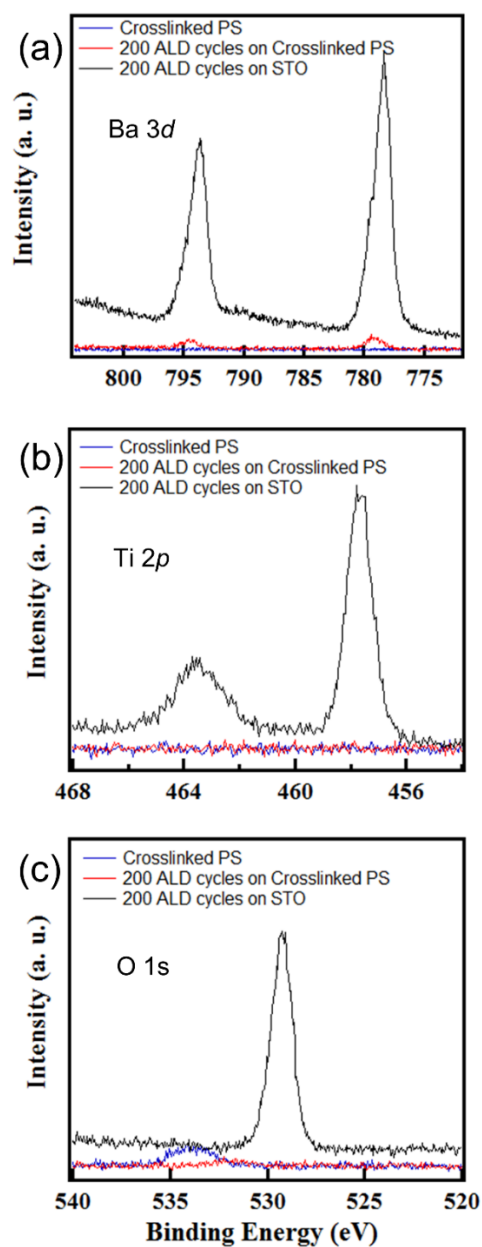 (a)
Crosslinked PS
200 ALD cycles on Crosslinked PS
200 ALD cycles on STO
Ba 3d
Intensity (a. u.)
800 795 790 785 780 775
(b)
Crosslinked PS
200 ALD cycles on Crosslinked PS
200 ALD cycles on STO
Ti 2p
Intensity (a. u.)
468 464 460 456
(c)
Crosslinked PS
200 ALD cycles on Crosslinked PS
200 ALD cycles on STO
O 1s
Intensity (a. u.)
540 535 530 525 520
Binding Energy (eV)